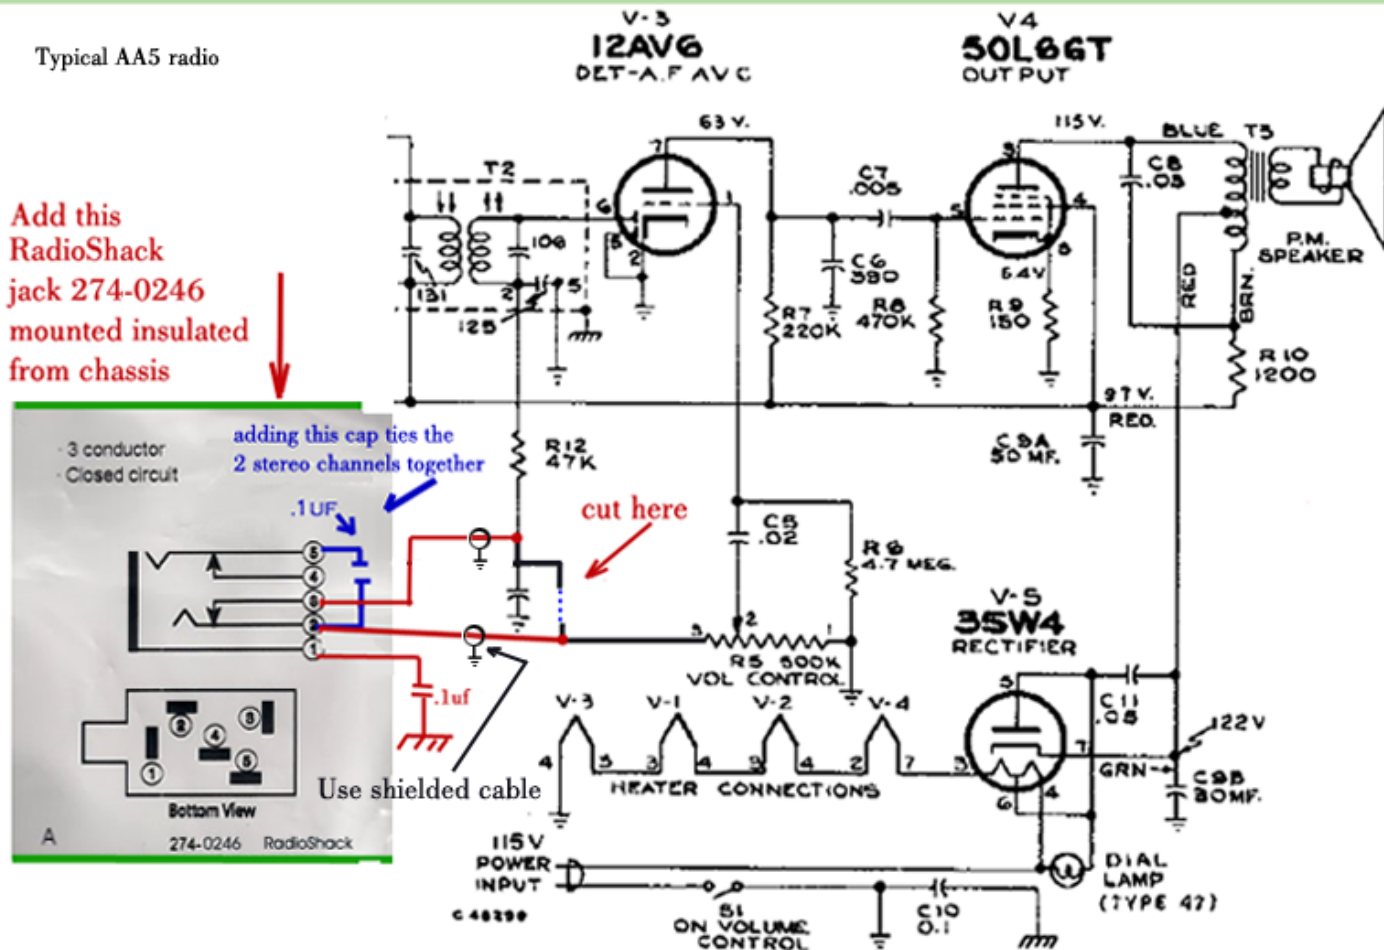 Typical AA5 radio
V-3
12AV6
DET-A.F AVC
V4
50L6GT
OUTPUT
63 V.
115 V.
BLUE
T3
C8
.03
T2
7
1
6
5
2
106
131
2
5
125
C7
.005
C6
390
R7
220K
R8
470K
5
4
8
6.4V
R9
150
RED
BRN.
P.M.
SPEAKER
R10
1200
97 V.
RED.
C9A
50 MF.
Add this
RadioShack
jack 274-0246
mounted insulated
from chassis
· 3 conductor
· Closed circuit
adding this cap ties the
2 stereo channels together
.1UF
5
4
3
2
1
.1uf
R12
47K
cut here
C5
.02
R6
4.7 MEG.
3
2
1
R5 500K
VOL CONTROL
V-5
35W4
RECTIFIER
V-3
V-1
V-2
V-4
4
3
3
4
3
4
2
7
3
HEATER CONNECTIONS
5
7
6
4
C11
.05
122V
GRN
C9B
80MF.
Use shielded cable
2
3
4
5
1
Bottom View
A
274-0246
RadioShack
115V
POWER
INPUT
S1
ON VOLUME
CONTROL
C10
0.1
DIAL
LAMP
(TYPE 47)